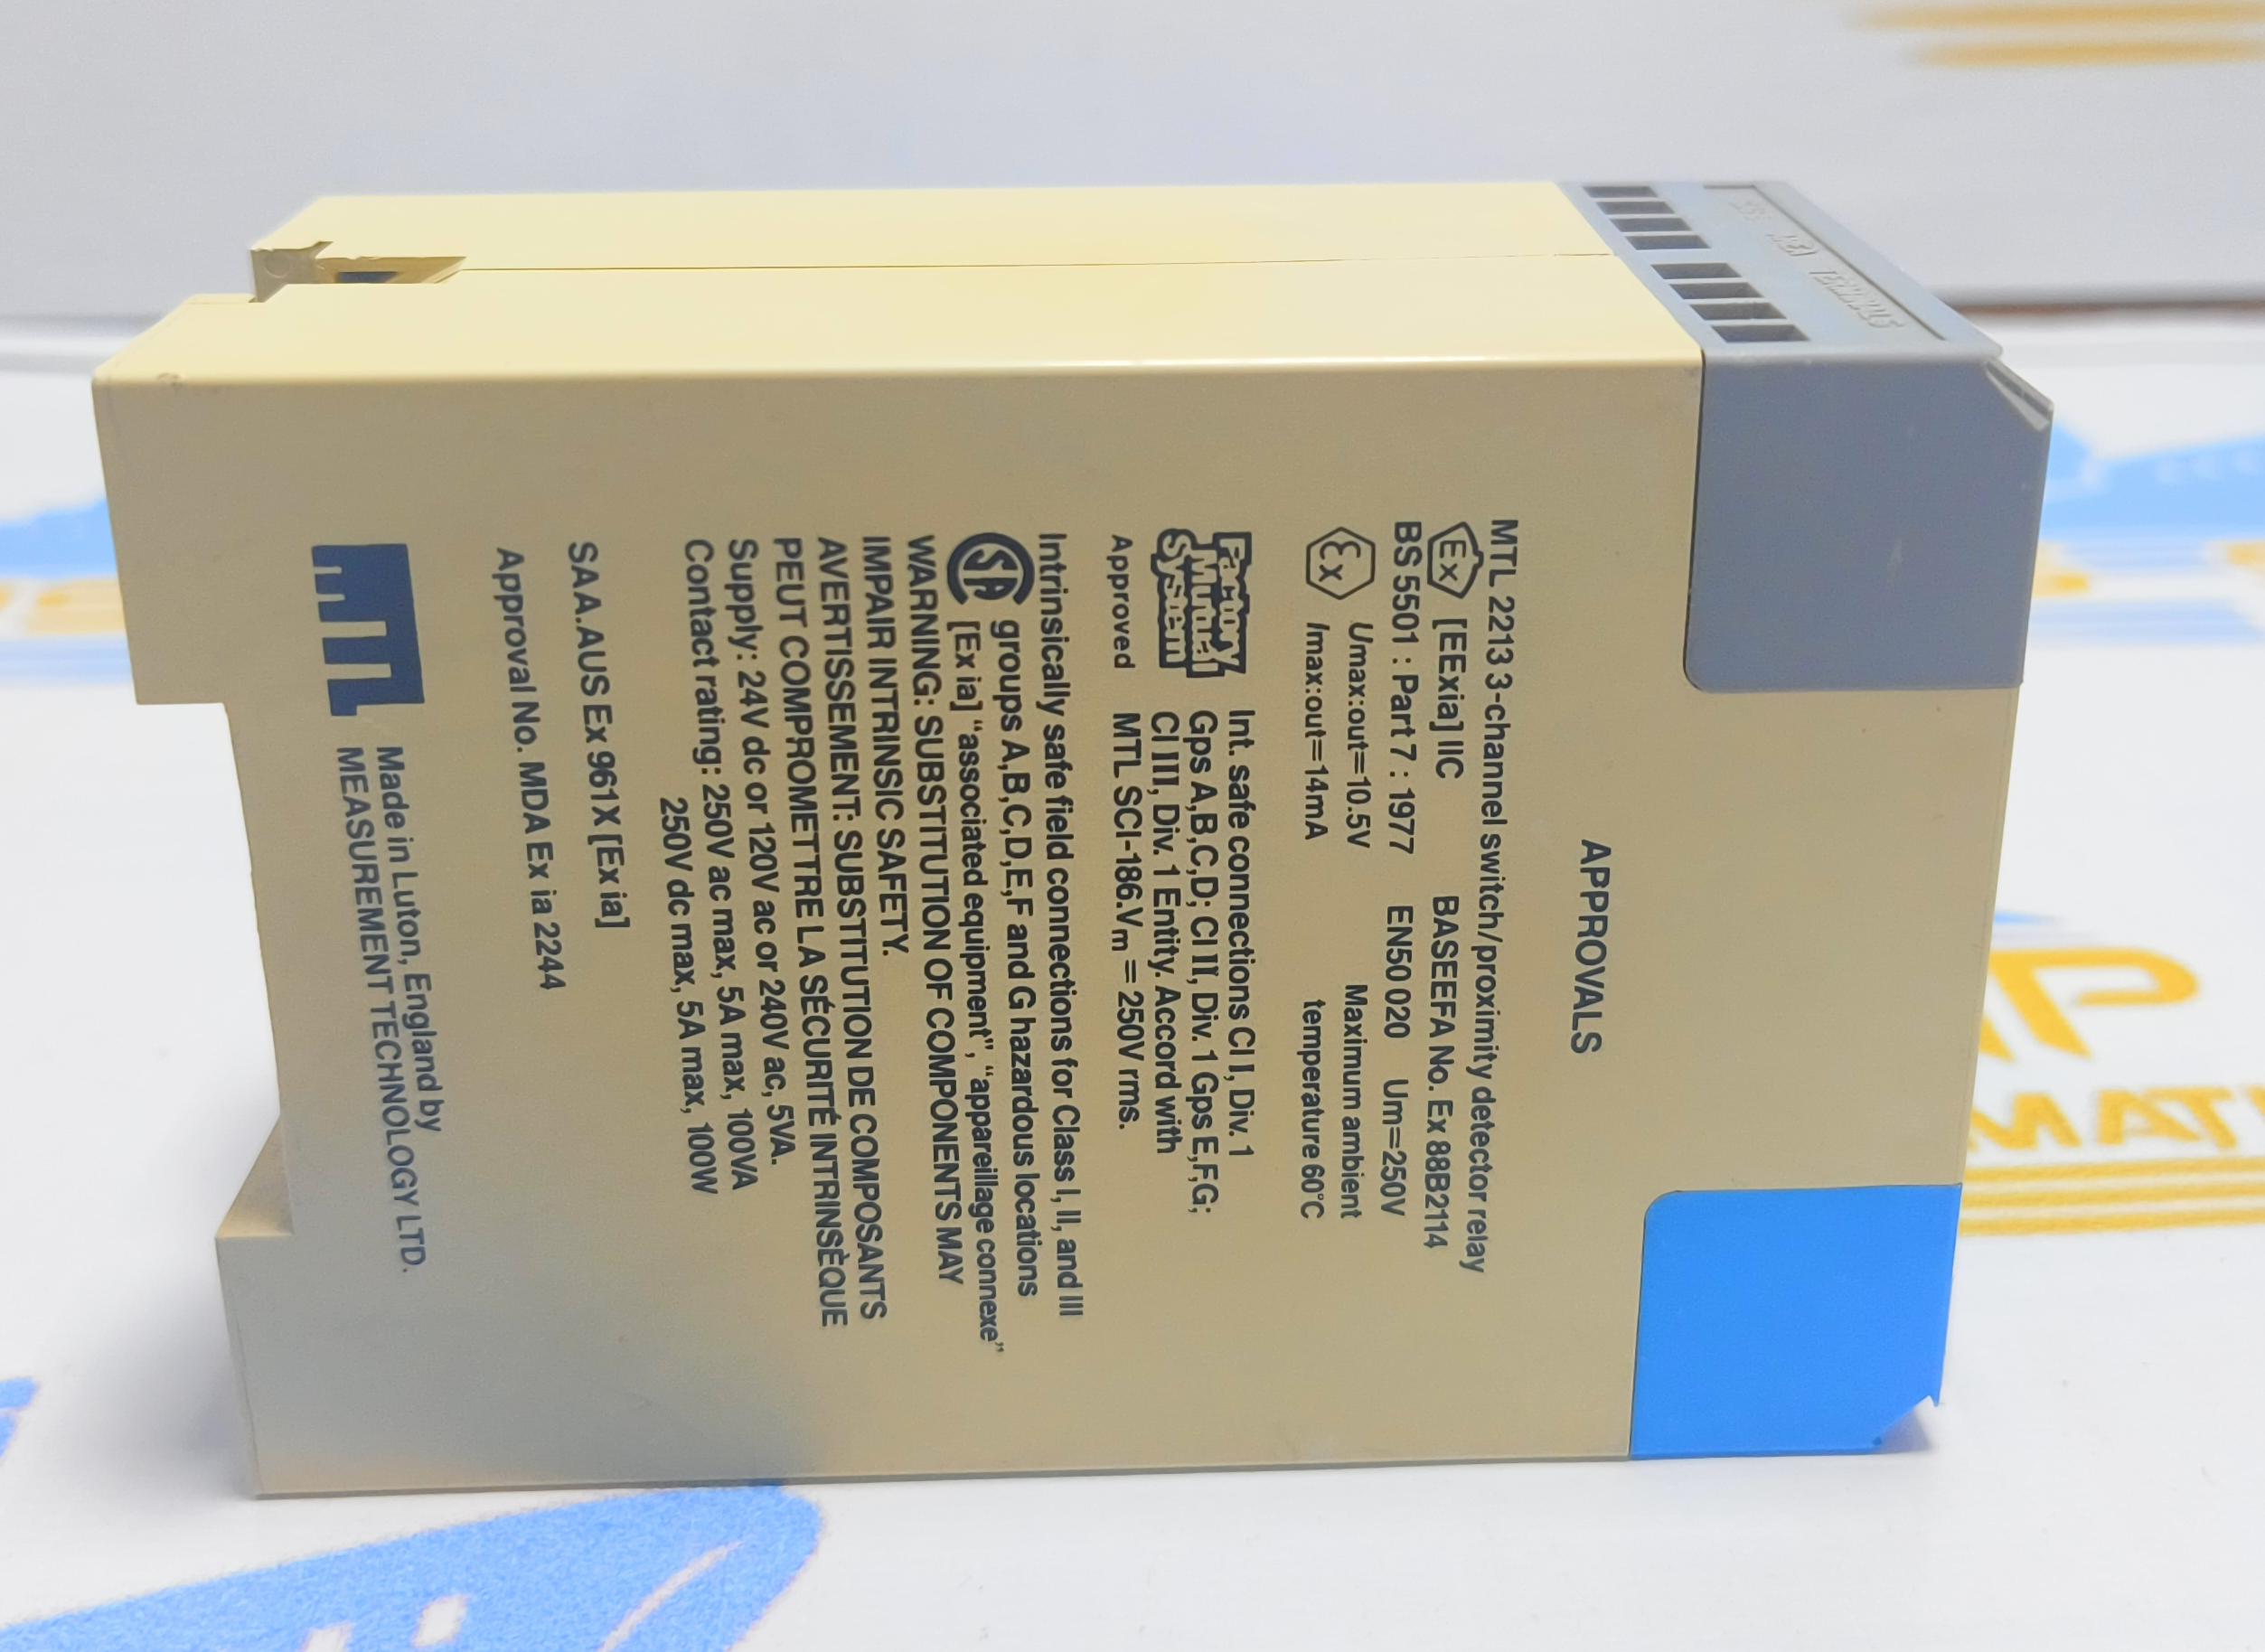 APPROVALS
MTL 2213 3-channel switch/proximity detector relay
Ex [EExia] IIC BASEEFA No. Ex 88B2114
BS 5501 : Part 7 : 1977 EN50 020 Um=250V
Ex Umax:out=10.5V Maximum ambient
Imax:out=14mA temperature 60°C
Factory Mutual System Approved
Int. safe connections Cl I, Div. 1
Gps A,B,C,D; Cl II, Div. 1 Gps E,F,G;
Cl III, Div. 1 Entity. Accord with
MTL SCI-186. Vm = 250V rms.
Intrinsically safe field connections for Class I, II, and III
SA groups A,B,C,D,E,F and G hazardous locations
[Ex ia] "associated equipment", "appareillage connexe"
WARNING: SUBSTITUTION OF COMPONENTS MAY
IMPAIR INTRINSIC SAFETY.
AVERTISSEMENT: SUBSTITUTION DE COMPOSANTS
PEUT COMPROMETTRE LA SÉCURITÉ INTRINSÈQUE
Supply: 24V dc or 120V ac or 240V ac, 5VA.
Contact rating: 250V ac max, 5A max, 100VA
250V dc max, 5A max, 100W
SAA.AUS Ex 961X [Ex ia]
Approval No. MDA Ex ia 2244
MTL
Made in Luton, England by
MEASUREMENT TECHNOLOGY LTD.